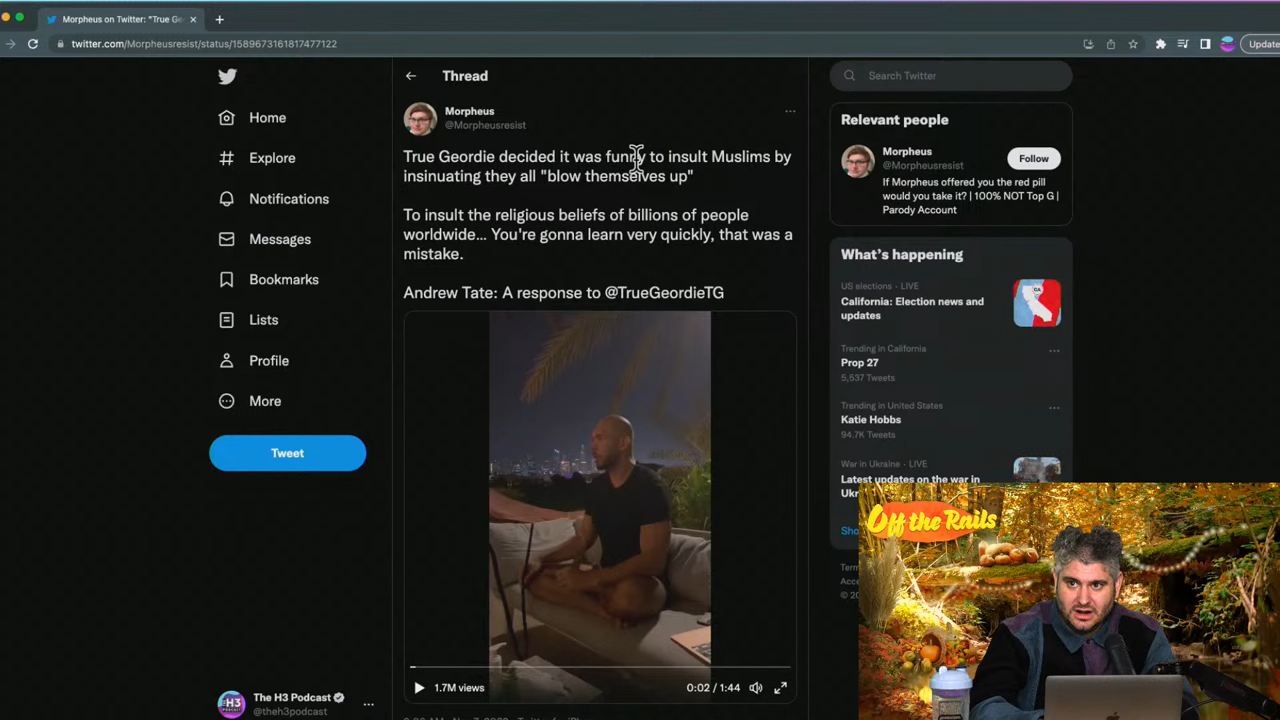 Morpheus on Twitter: "True Ge
twitter.com/Morpheusresist/status/1589673161817477122
Update
Home
Explore
Notifications
Messages
Bookmarks
Lists
Profile
More
Tweet
The H3 Podcast
@theh3podcast
Thread
Morpheus
@Morpheusresist
True Geordie decided it was funny to insult Muslims by
insinuating they all "blow themselves up"
To insult the religious beliefs of billions of people
worldwide... You're gonna learn very quickly, that was a
mistake.
Andrew Tate: A response to @TrueGeordieTG
1.7M views
0:02 / 1:44
Search Twitter
Relevant people
Morpheus
@Morpheusresist
Follow
If Morpheus offered you the red pill
would you take it? | 100% NOT Top G |
Parody Account
What's happening
US elections · LIVE
California: Election news and
updates
Trending in California
Prop 27
5,537 Tweets
Trending in United States
Katie Hobbs
94.7K Tweets
War in Ukraine · LIVE
Latest updates on the war in
Off the Rails